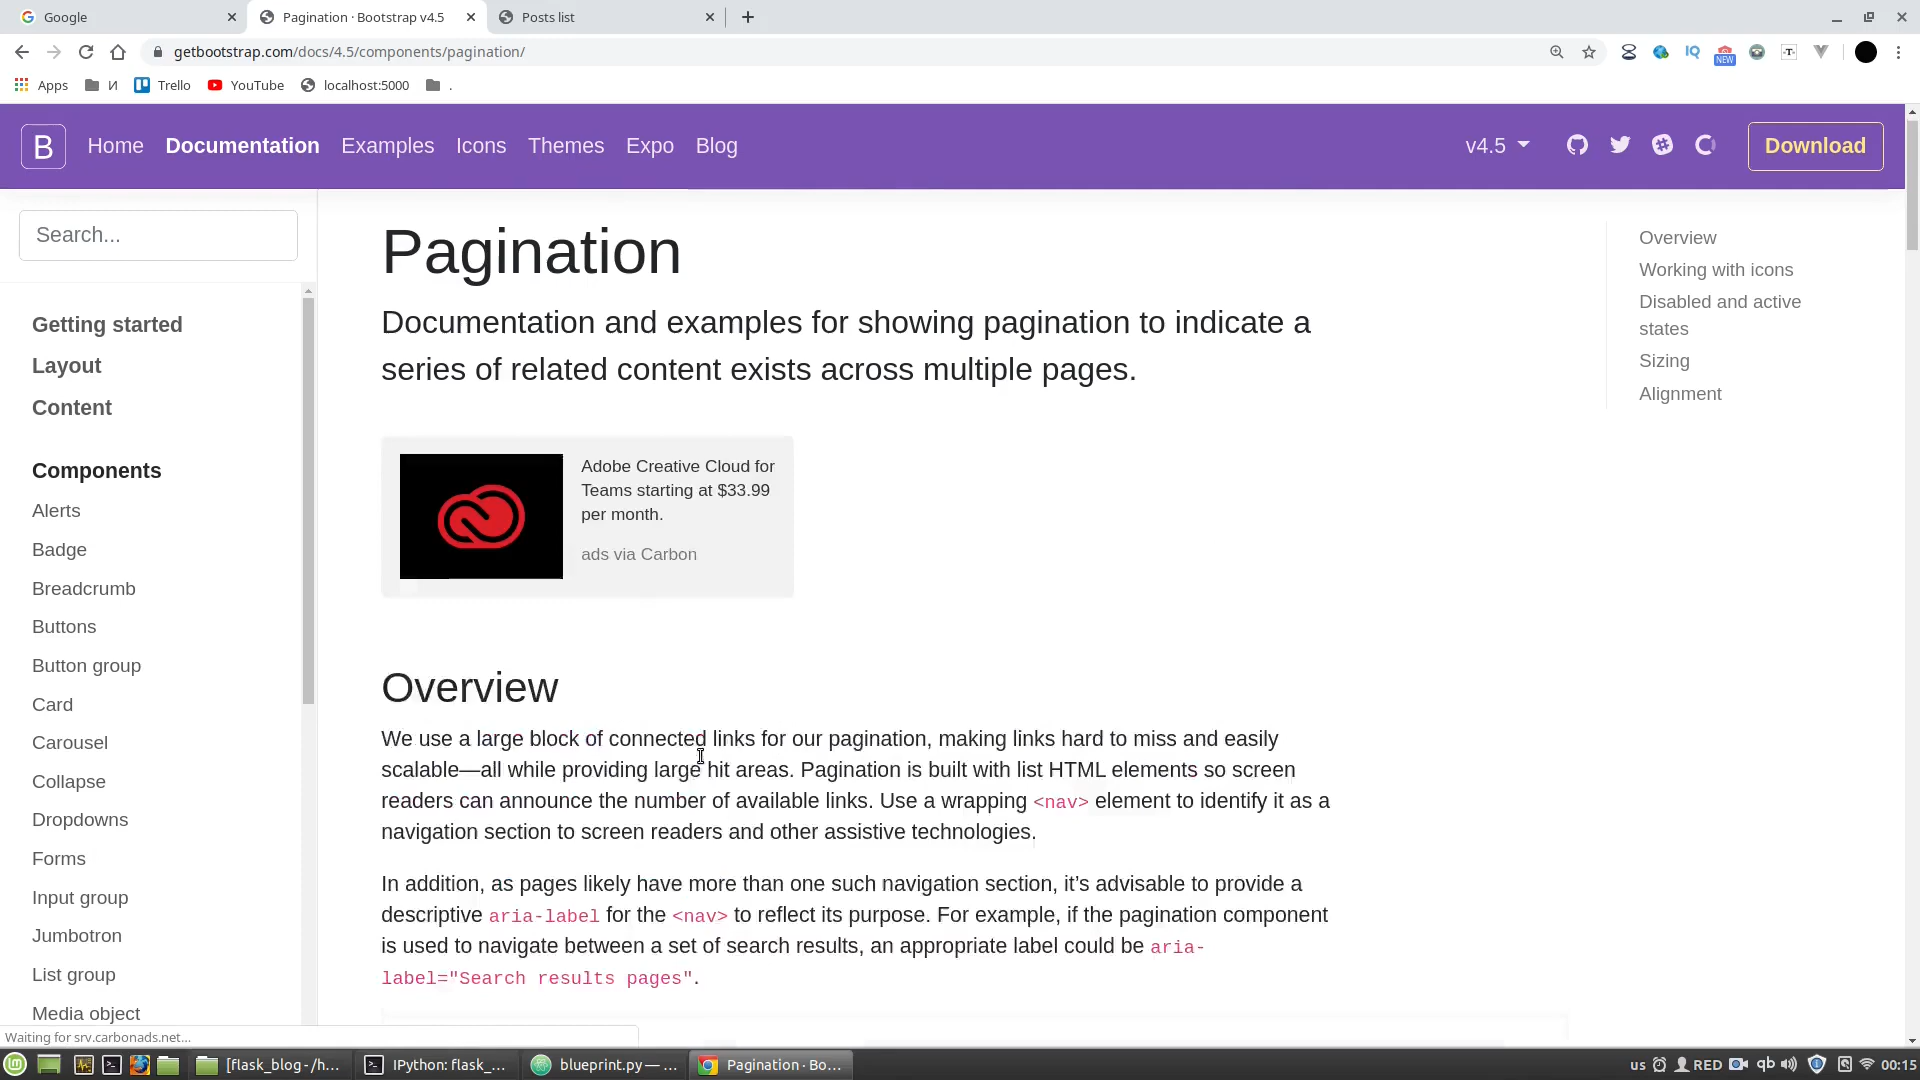 Google
Pagination · Bootstrap v4.5
Posts list
getbootstrap.com/docs/4.5/components/pagination/
IQ
NEW
-T-
Apps
И
Trello
YouTube
localhost:5000
.
B
Home
Documentation
Examples
Icons
Themes
Expo
Blog
v4.5
Download
Search...
Getting started
Layout
Content
Components
Alerts
Badge
Breadcrumb
Buttons
Button group
Card
Carousel
Collapse
Dropdowns
Forms
Input group
Jumbotron
List group
Media object
Pagination
Documentation and examples for showing pagination to indicate a
series of related content exists across multiple pages.
Adobe Creative Cloud for
Teams starting at $33.99
per month.
ads via Carbon
Overview
We use a large block of connected links for our pagination, making links hard to miss and easily
scalable—all while providing large hit areas. Pagination is built with list HTML elements so screen
readers can announce the number of available links. Use a wrapping <nav> element to identify it as a
navigation section to screen readers and other assistive technologies.
In addition, as pages likely have more than one such navigation section, it’s advisable to provide a
descriptive aria-label for the <nav> to reflect its purpose. For example, if the pagination component
is used to navigate between a set of search results, an appropriate label could be aria-
label="Search results pages".
Overview
Working with icons
Disabled and active
states
Sizing
Alignment
Waiting for srv.carbonads.net...
[flask_blog - /h...
IPython: flask_...
blueprint.py — ...
Pagination · Bo...
us
RED
qb
00:15